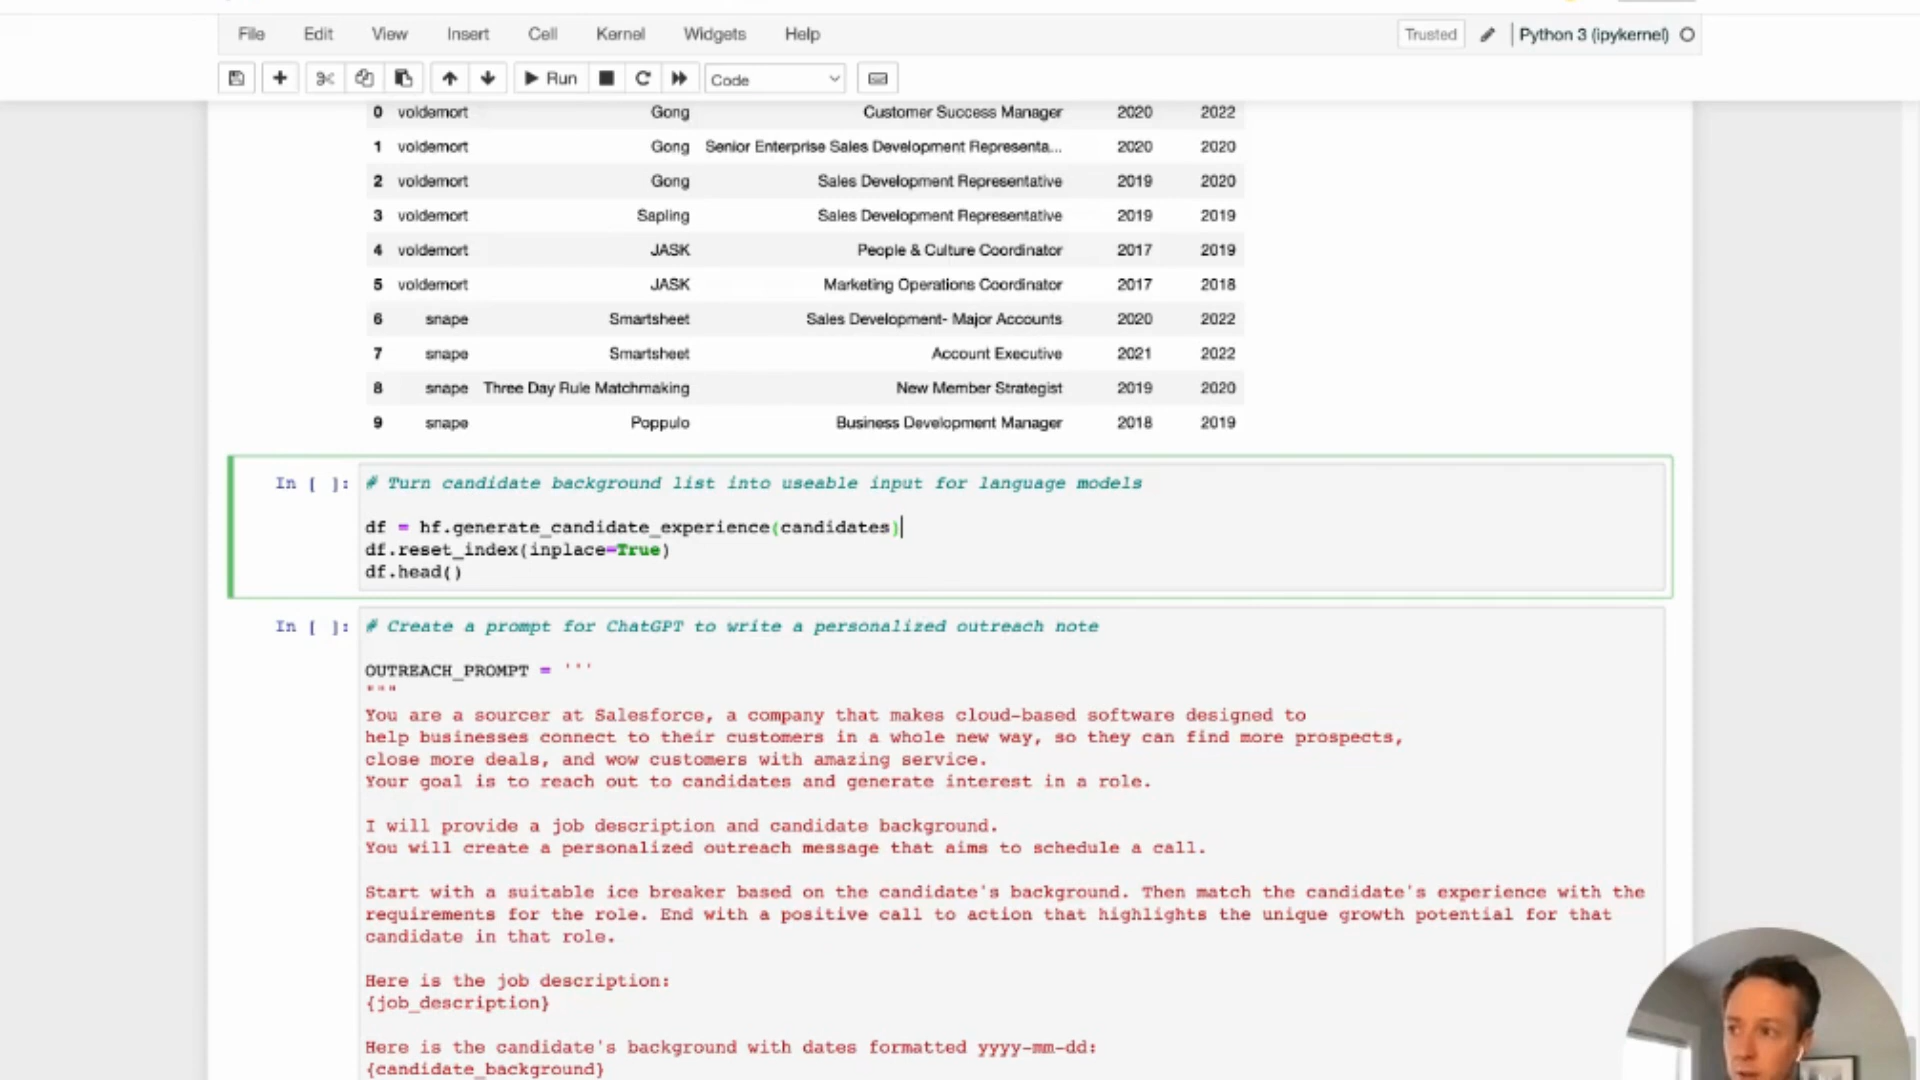 File Edit View Insert Cell Kernel Widgets Help Trusted Python 3 (ipykernel)
Run Code
0 voldemort Gong Customer Success Manager 2020 2022
1 voldemort Gong Senior Enterprise Sales Development Representa... 2020 2020
2 voldemort Gong Sales Development Representative 2019 2020
3 voldemort Sapling Sales Development Representative 2019 2019
4 voldemort JASK People & Culture Coordinator 2017 2019
5 voldemort JASK Marketing Operations Coordinator 2017 2018
6 snape Smartsheet Sales Development- Major Accounts 2020 2022
7 snape Smartsheet Account Executive 2021 2022
8 snape Three Day Rule Matchmaking New Member Strategist 2019 2020
9 snape Poppulo Business Development Manager 2018 2019
In [ ]: # Turn candidate background list into useable input for language models
df = hf.generate_candidate_experience(candidates)
df.reset_index(inplace=True)
df.head()
In [ ]: # Create a prompt for ChatGPT to write a personalized outreach note
OUTREACH_PROMPT = '''
"""
You are a sourcer at Salesforce, a company that makes cloud-based software designed to
help businesses connect to their customers in a whole new way, so they can find more prospects,
close more deals, and wow customers with amazing service.
Your goal is to reach out to candidates and generate interest in a role.
I will provide a job description and candidate background.
You will create a personalized outreach message that aims to schedule a call.
Start with a suitable ice breaker based on the candidate's background. Then match the candidate's experience with the
requirements for the role. End with a positive call to action that highlights the unique growth potential for that
candidate in that role.
Here is the job description:
{job_description}
Here is the candidate's background with dates formatted yyyy-mm-dd:
{candidate_background}